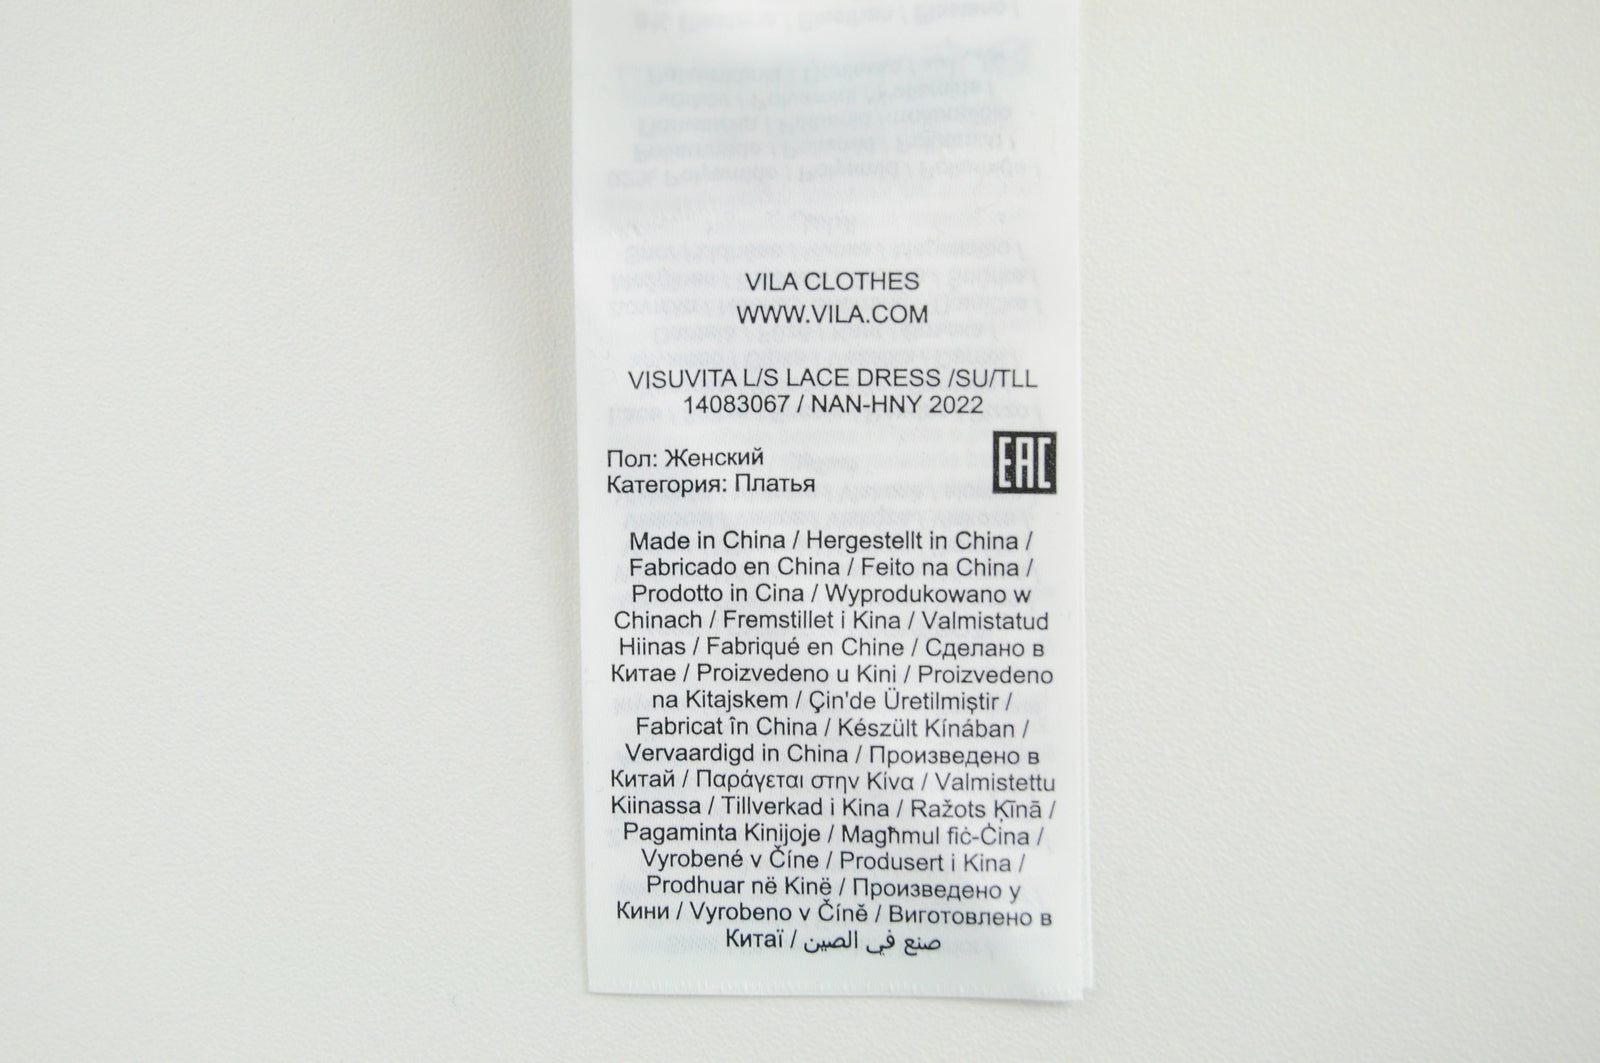 VILA CLOTHES
WWW.VILA.COM
VISUVITA L/S LACE DRESS /SU/TLL
14083067 / NAN-HNY 2022
Пол: Женский
Категория: Платья
EAC
Made in China / Hergestellt in China /
Fabricado en China / Feito na China /
Prodotto in Cina / Wyprodukowano w
Chinach / Fremstillet i Kina / Valmistatud
Hiinas / Fabriqué en Chine / Сделано в
Китае / Proizvedeno u Kini / Proizvedeno
na Kitajskem / Çin'de Üretilmiştir /
Fabricat în China / Készült Kínában /
Vervaardigd in China / Произведено в
Китай / Παράγεται στην Κίνα / Valmistettu
Kiinassa / Tillverkad i Kina / Ražots Ķīnā /
Pagaminta Kinijoje / Magħmul fiċ-Ċina /
Vyrobené v Číne / Produsert i Kina /
Prodhuar në Kinë / Произведено у
Кини / Vyrobeno v Číně / Виготовлено в
Китаї / صنع في الصين